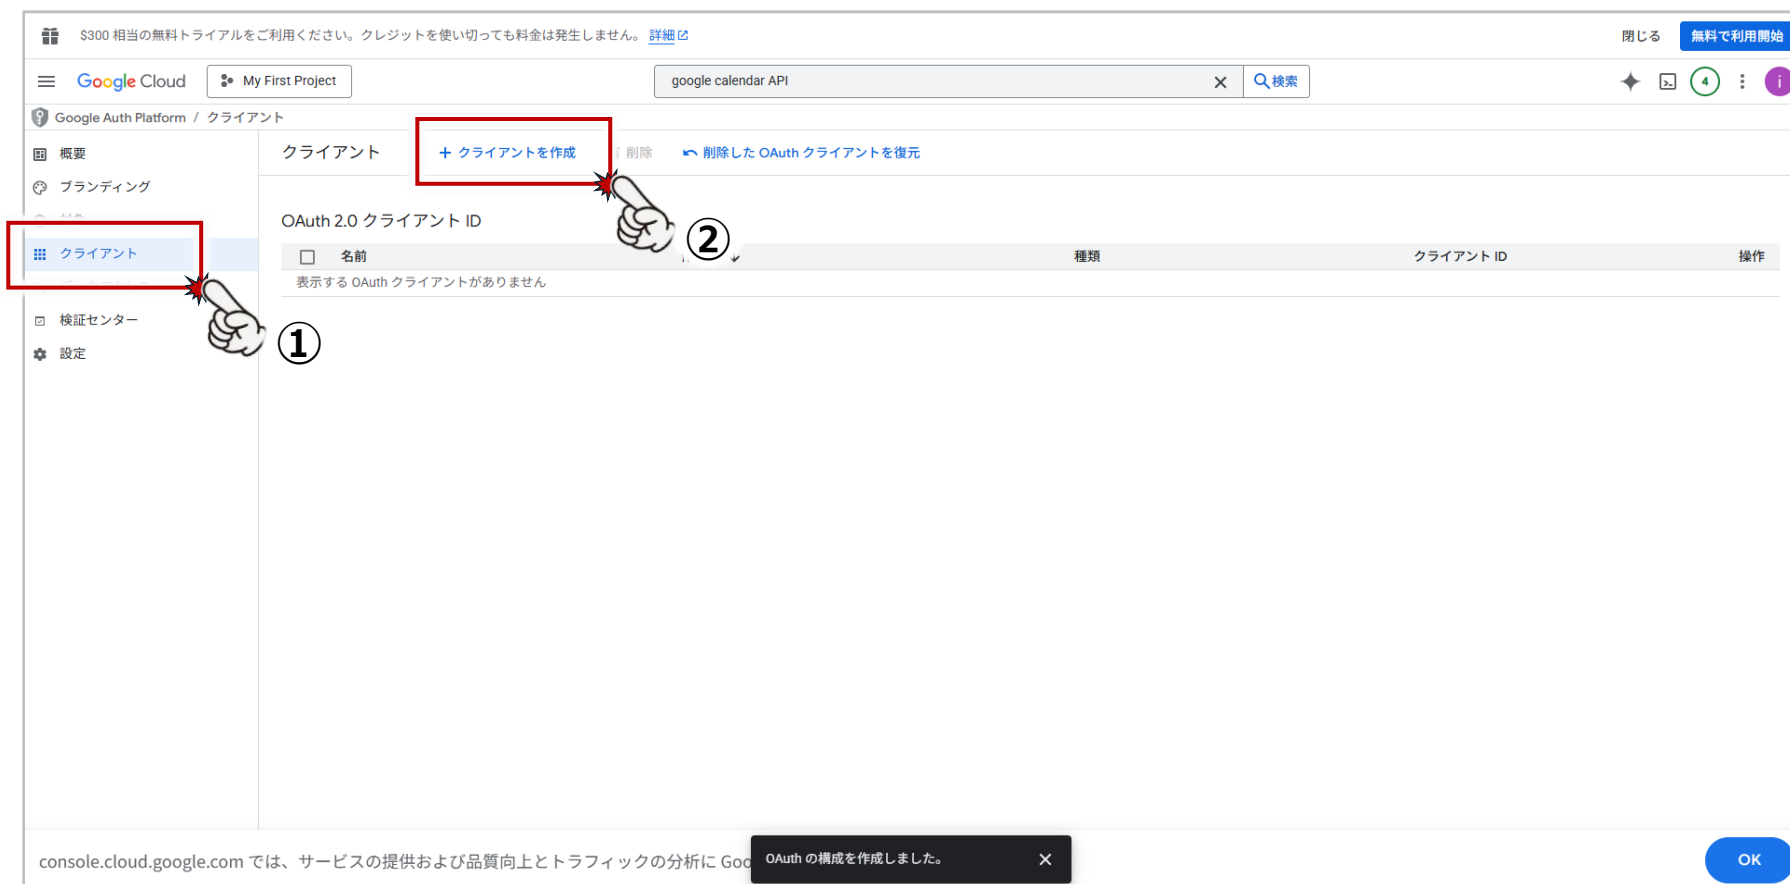 $300 相当の無料トライアルをご利用ください。クレジットを使い切っても料金は発生しません。 詳細
閉じる
無料で利用開始
Google Cloud
My First Project
google calendar API
検索
4
i
Google Auth Platform / クライアント
概要
クライアント
クライアントを作成
削除
削除した OAuth クライアントを復元
ブランディング
OAuth 2.0 クライアント ID
②
クライアント
名前
種類
クライアント ID
操作
表示する OAuth クライアントがありません
検証センター
①
設定
console.cloud.google.com では、サービスの提供および品質向上とトラフィックの分析に Goo
OAuth の構成を作成しました。
OK